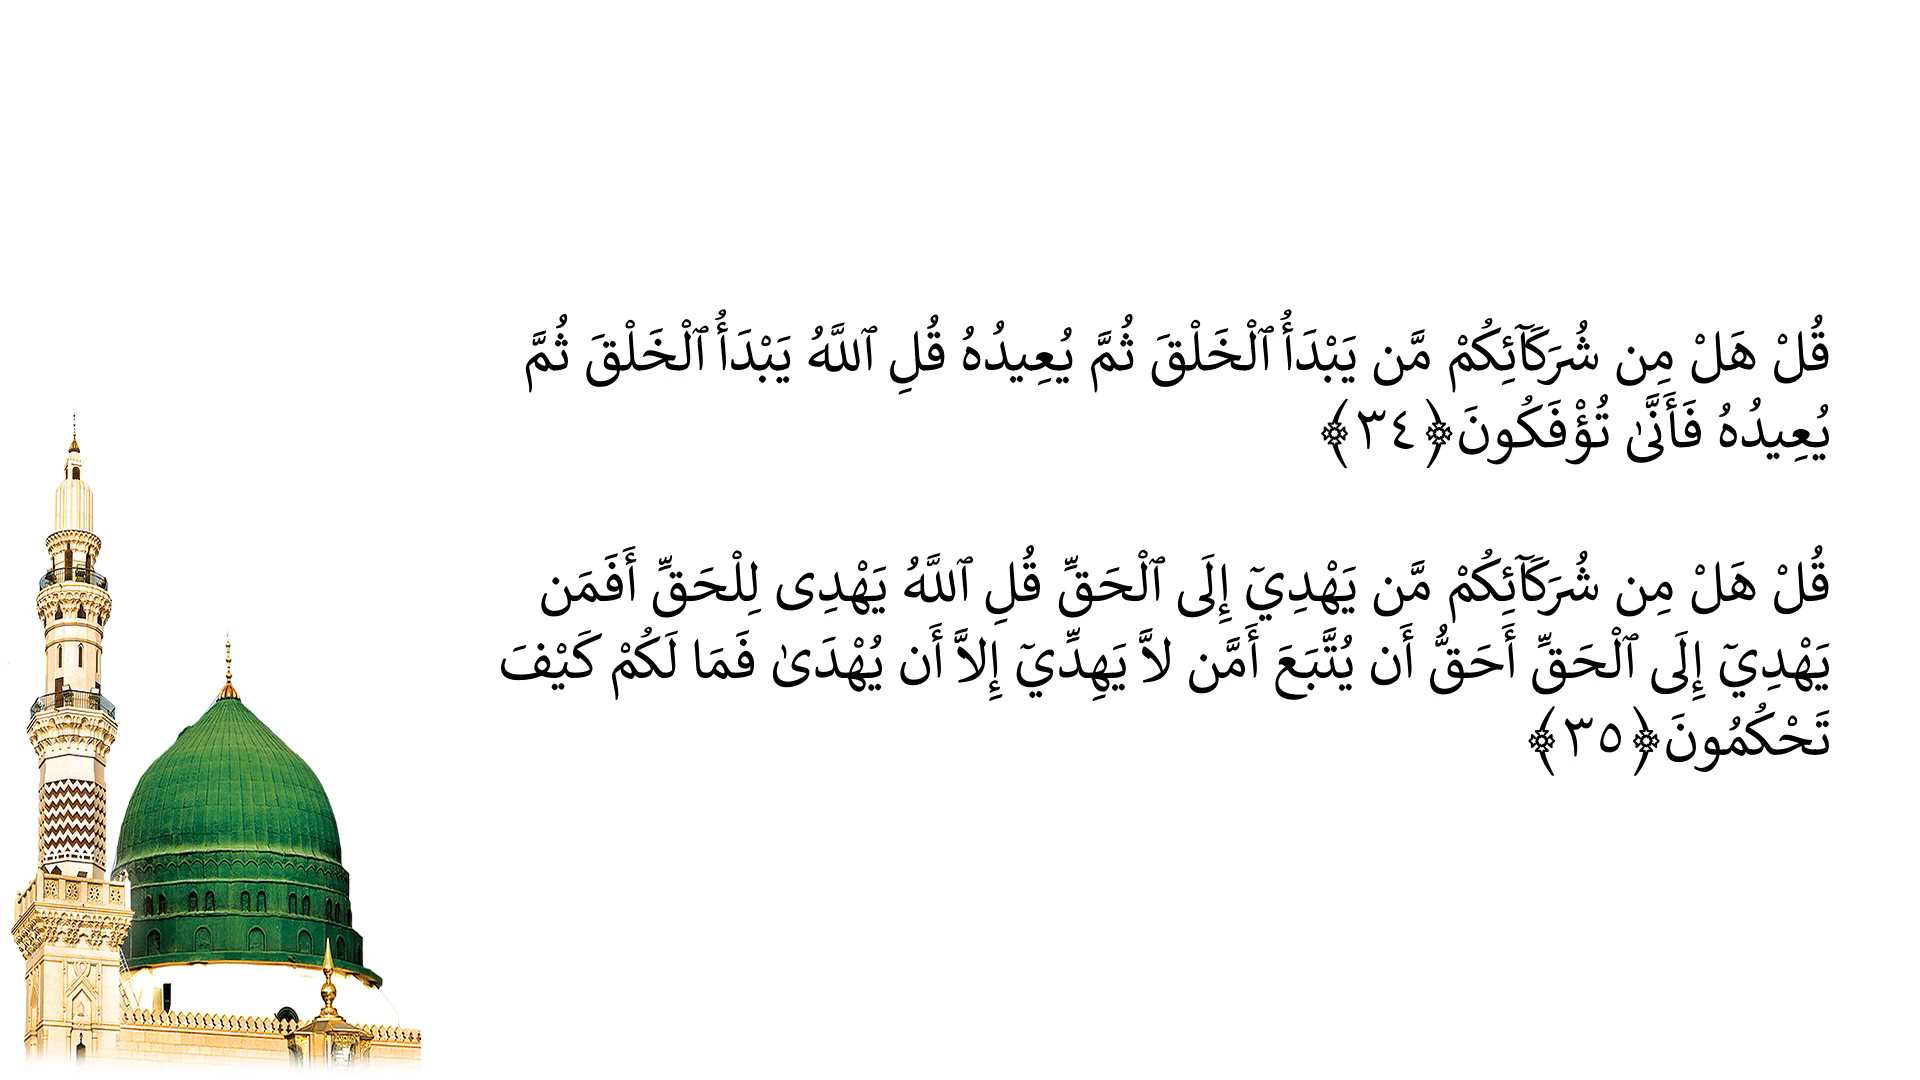 قُلْ هَلْ مِن شُرَكَآئِكُمْ مَّن يَبْدَأُ ٱلْخَلْقَ ثُمَّ يُعِيدُهُ قُلِ ٱللَّهُ يَبْدَأُ ٱلْخَلْقَ ثُمَّ
يُعِيدُهُ فَأَنَّىٰ تُؤْفَكُونَ﴿٣٤﴾
قُلْ هَلْ مِن شُرَكَآئِكُمْ مَّن يَهْدِيۤ إِلَى ٱلْحَقِّ قُلِ ٱللَّهُ يَهْدِى لِلْحَقِّ أَفَمَن
يَهْدِيۤ إِلَى ٱلْحَقِّ أَحَقُّ أَن يُتَّبَعَ أَمَّن لاَّ يَهِدِّيۤ إِلاَّ أَن يُهْدَىٰ فَمَا لَكُمْ كَيْفَ
تَحْكُمُونَ﴿٣٥﴾